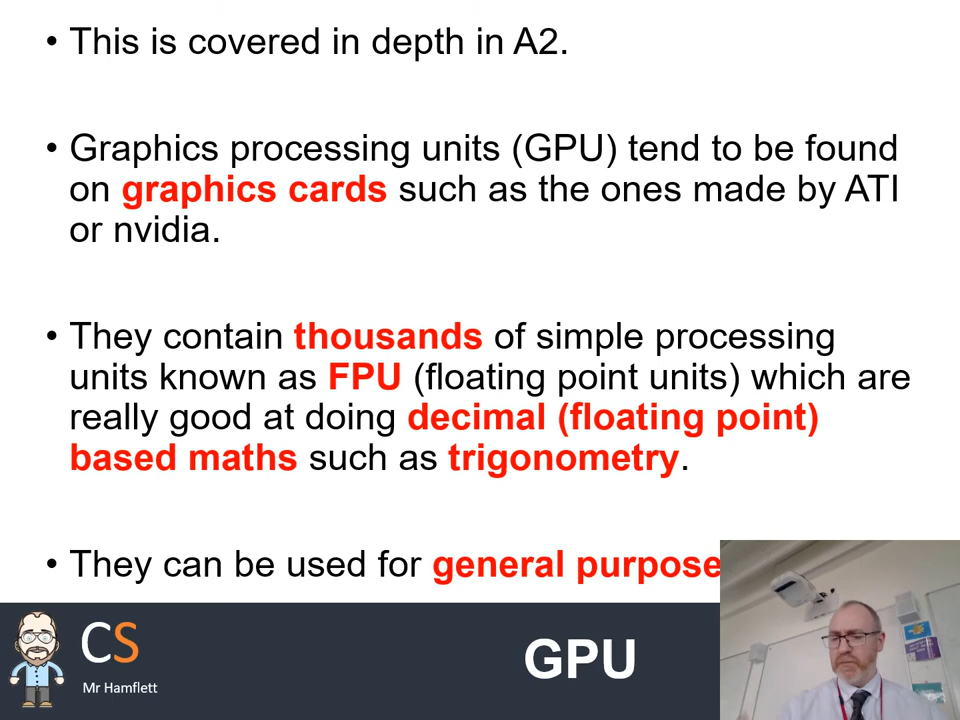 • This is covered in depth in A2.
• Graphics processing units (GPU) tend to be found
on graphics cards such as the ones made by ATI
or nvidia.
• They contain thousands of simple processing
units known as FPU (floating point units) which are
really good at doing decimal (floating point)
based maths such as trigonometry.
• They can be used for general purpose
CS
Mr Hamflett
GPU